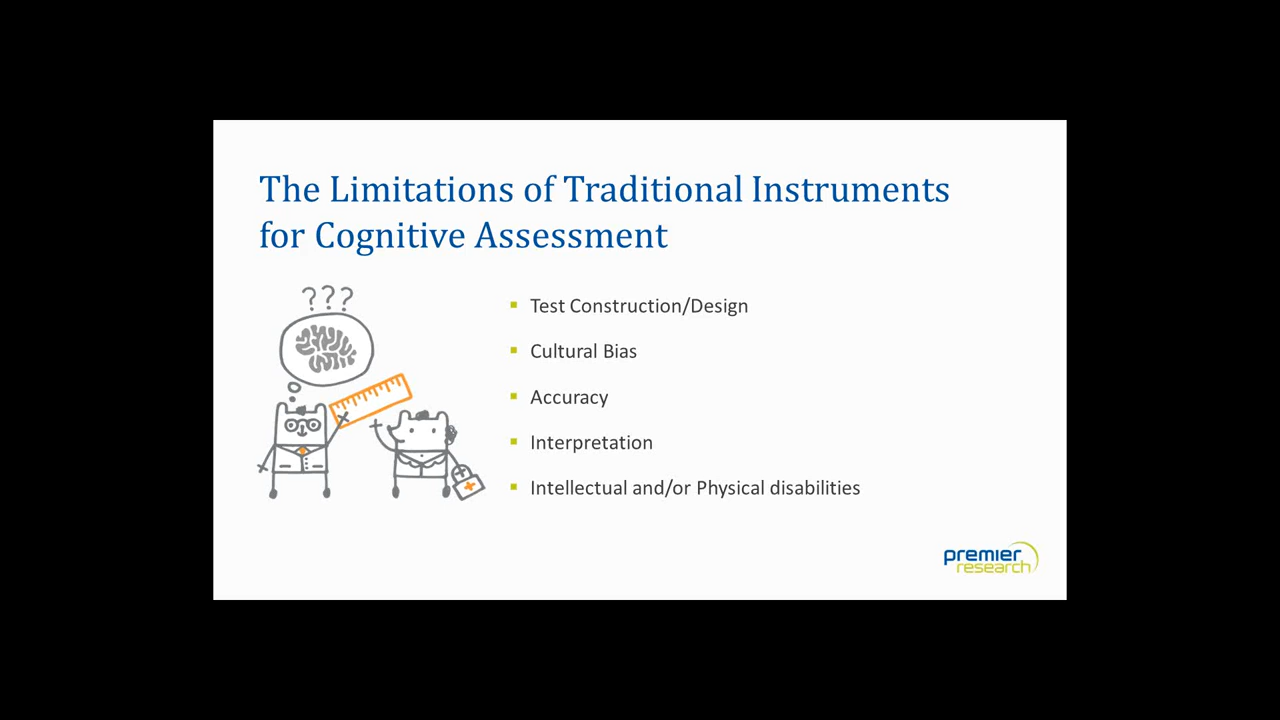 The Limitations of Traditional Instruments
for Cognitive Assessment
???
Test Construction/Design
Cultural Bias
Accuracy
Interpretation
Intellectual and/or Physical disabilities
premier
research